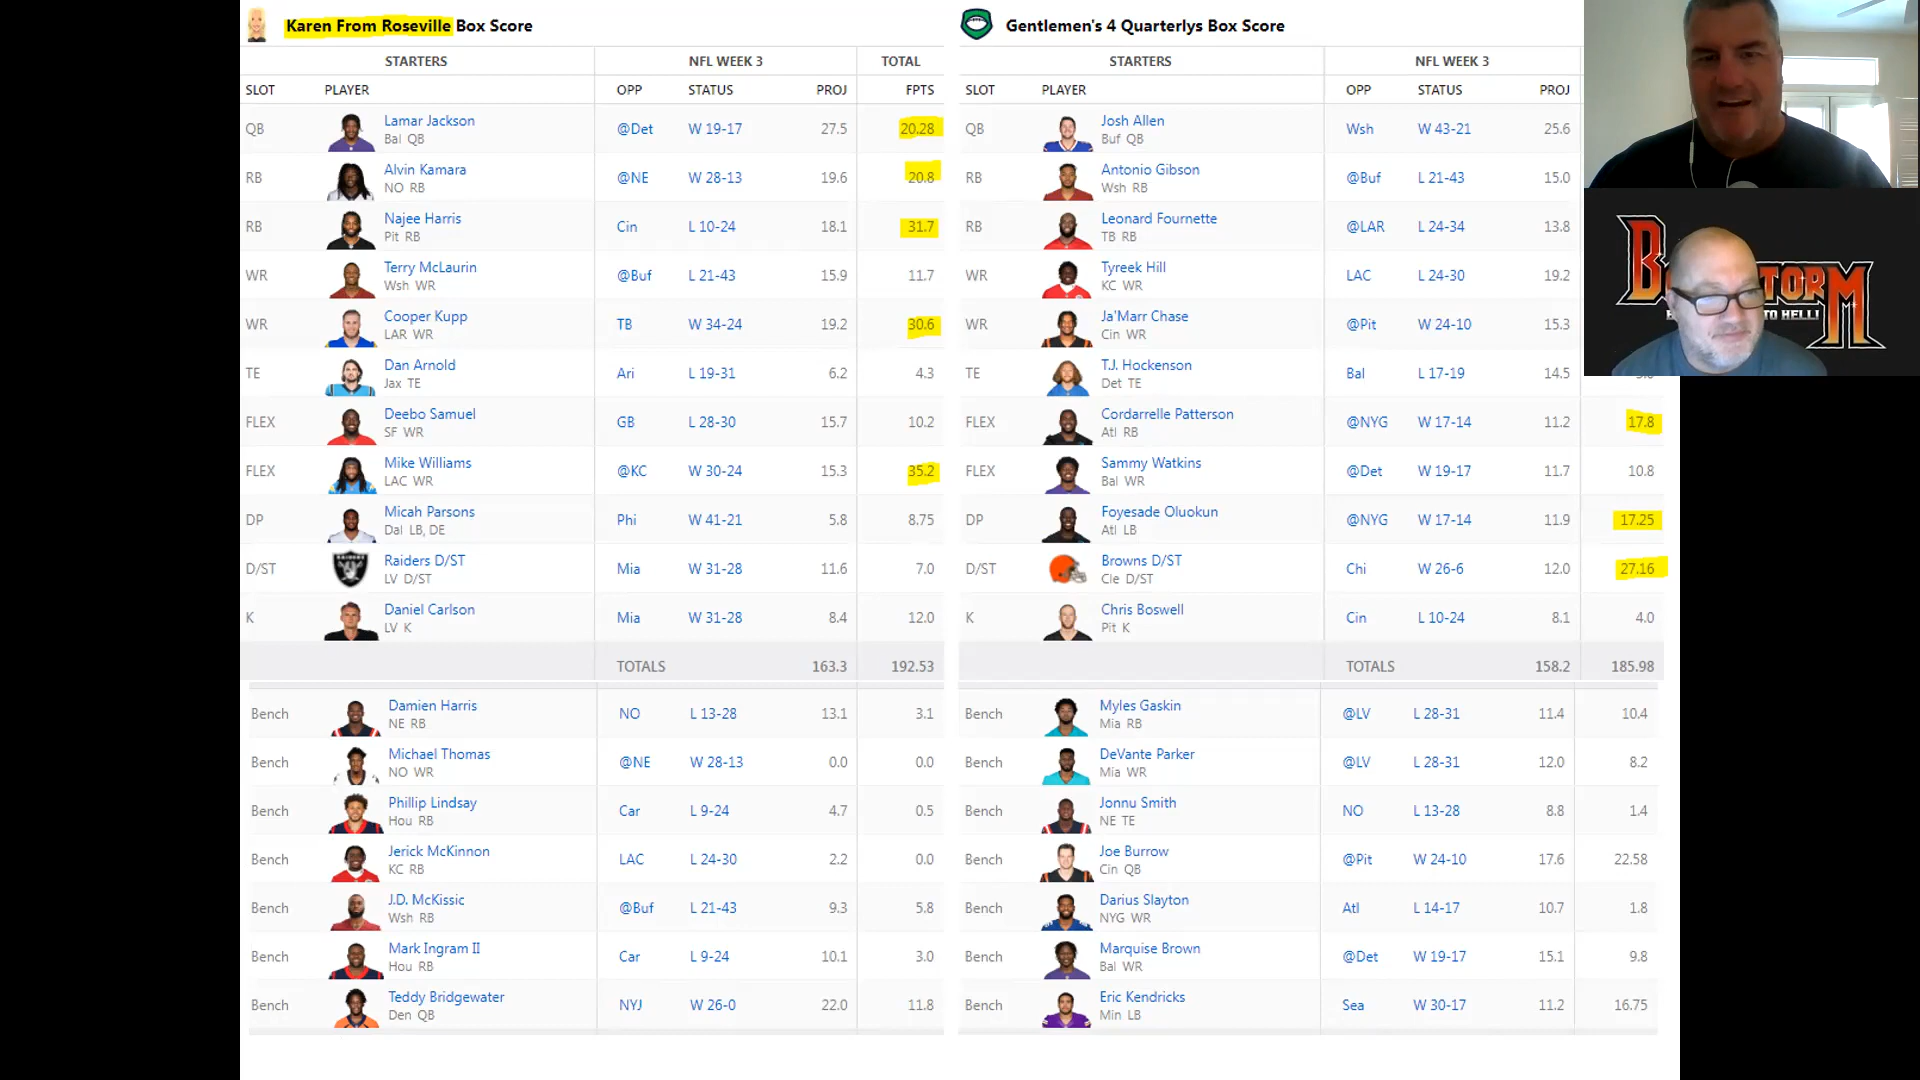 Karen From Roseville Box Score
STARTERS NFL WEEK 3 TOTAL
SLOT PLAYER OPP STATUS PROJ FPTS
QB Lamar Jackson Bal QB @Det W 19-17 27.5 20.28
RB Alvin Kamara NO RB @NE W 28-13 19.6 20.8
RB Najee Harris Pit RB Cin L 10-24 18.1 31.7
WR Terry McLaurin Wsh WR @Buf L 21-43 15.9 11.7
WR Cooper Kupp LAR WR TB W 34-24 19.2 30.6
TE Dan Arnold Jax TE Ari L 19-31 6.2 4.3
FLEX Deebo Samuel SF WR GB L 28-30 15.7 10.2
FLEX Mike Williams LAC WR @KC W 30-24 15.3 35.2
DP Micah Parsons Dal LB, DE Phi W 41-21 5.8 8.75
D/ST Raiders D/ST LV D/ST Mia W 31-28 11.6 7.0
K Daniel Carlson LV K Mia W 31-28 8.4 12.0
TOTALS 163.3 192.53
Bench Damien Harris NE RB NO L 13-28 13.1 3.1
Bench Michael Thomas NO WR @NE W 28-13 0.0 0.0
Bench Phillip Lindsay Hou RB Car L 9-24 4.7 0.5
Bench Jerick McKinnon KC RB LAC L 24-30 2.2 0.0
Bench J.D. McKissic Wsh RB @Buf L 21-43 9.3 5.8
Bench Mark Ingram II Hou RB Car L 9-24 10.1 3.0
Bench Teddy Bridgewater Den QB NYJ W 26-0 22.0 11.8
Gentlemen's 4 Quarterlys Box Score
STARTERS NFL WEEK 3
SLOT PLAYER OPP STATUS PROJ
QB Josh Allen Buf QB Wsh W 43-21 25.6
RB Antonio Gibson Wsh RB @Buf L 21-43 15.0
RB Leonard Fournette TB RB @LAR L 24-34 13.8
WR Tyreek Hill KC WR LAC L 24-30 19.2
WR Ja'Marr Chase Cin WR @Pit W 24-10 15.3
TE T.J. Hockenson Det TE Bal L 17-19 14.5
FLEX Cordarrelle Patterson Atl RB @NYG W 17-14 11.2 17.8
FLEX Sammy Watkins Bal WR @Det W 19-17 11.7 10.8
DP Foyesade Oluokun Atl LB @NYG W 17-14 11.9 17.25
D/ST Browns D/ST Cle D/ST Chi W 26-6 12.0 27.16
K Chris Boswell Pit K Cin L 10-24 8.1 4.0
TOTALS 158.2 185.98
Bench Myles Gaskin Mia RB @LV L 28-31 11.4 10.4
Bench DeVante Parker Mia WR @LV L 28-31 12.0 8.2
Bench Jonnu Smith NE TE NO L 13-28 8.8 1.4
Bench Joe Burrow Cin QB @Pit W 24-10 17.6 22.58
Bench Darius Slayton NYG WR Atl L 14-17 10.7 1.8
Bench Marquise Brown Bal WR @Det W 19-17 15.1 9.8
Bench Eric Kendricks Min LB Sea W 30-17 11.2 16.75
TO HELL!